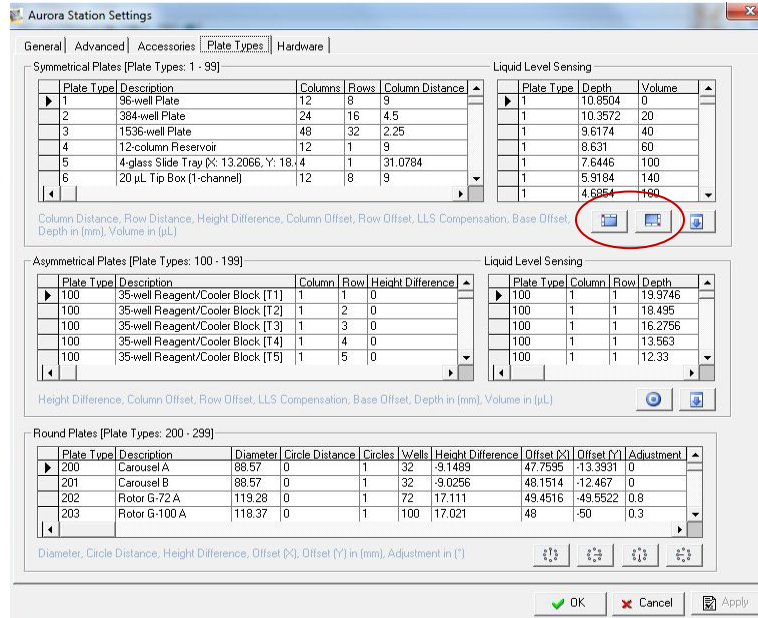 Aurora Station Settings
General Advanced Accessories Plate Types Hardware
Symmetrical Plates [Plate Types: 1 - 99]
Plate Type Description Columns Rows Column Distance
1 96-well Plate 12 8 9
2 384-well Plate 24 16 4.5
3 1536-well Plate 48 32 2.25
4 12-column Reservoir 12 1 9
5 4-glass Slide Tray (X: 13.2066, Y: 18. 4 1 31.0784
6 20 µL Tip Box (1-channel) 12 8 9
Column Distance, Row Distance, Height Difference, Column Offset, Row Offset, LLS Compensation, Base Offset,
Depth in (mm), Volume in (µL)
Liquid Level Sensing
Plate Type Depth Volume
1 10.8504 0
1 10.3572 20
1 9.6174 40
1 8.631 60
1 7.6446 100
1 5.9184 140
1 4.6854 180
Asymmetrical Plates [Plate Types: 100 - 199]
Plate Type Description Column Row Height Difference
100 35-well Reagent/Cooler Block [T1] 1 1 0
100 35-well Reagent/Cooler Block [T2] 1 2 0
100 35-well Reagent/Cooler Block [T3] 1 3 0
100 35-well Reagent/Cooler Block [T4] 1 4 0
100 35-well Reagent/Cooler Block [T5] 1 5 0
Height Difference, Column Offset, Row Offset, LLS Compensation, Base Offset, Depth in (mm), Volume in (µL)
Liquid Level Sensing
Plate Type Column Row Depth
100 1 1 19.9746
100 1 1 18.495
100 1 1 16.2756
100 1 1 13.563
100 1 1 12.33
Round Plates [Plate Types: 200 - 299]
Plate Type Description Diameter Circle Distance Circles Wells Height Difference Offset (X) Offset (Y) Adjustment
200 Carousel A 88.57 0 1 32 -9.1489 47.7595 -13.3931 0
201 Carousel B 88.57 0 1 32 -9.0256 48.1514 -12.467 0
202 Rotor G-72 A 119.28 0 1 72 17.111 49.4516 -49.5522 0.8
203 Rotor G-100 A 118.37 0 1 100 17.021 48 -50 0.3
Diameter, Circle Distance, Height Difference, Offset (X), Offset (Y) in (mm), Adjustment in (°)
OK Cancel Apply